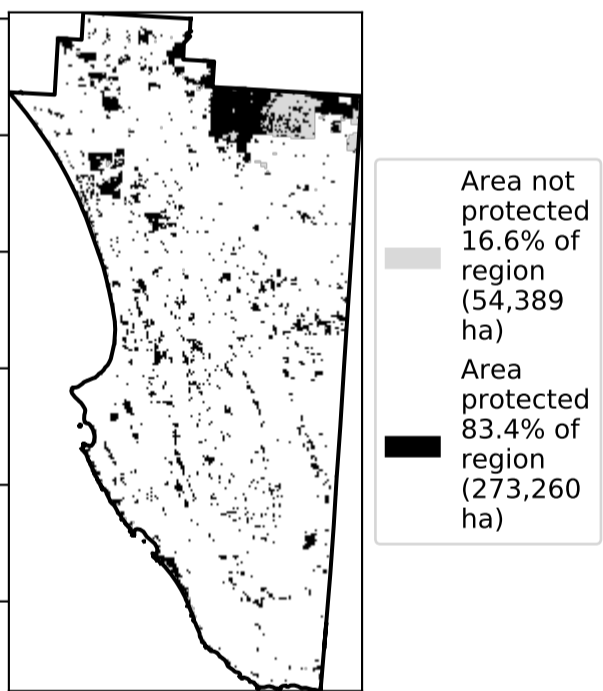 Area not
protected
16.6% of
region
(54,389
ha)
Area
protected
83.4% of
region
(273,260
ha)